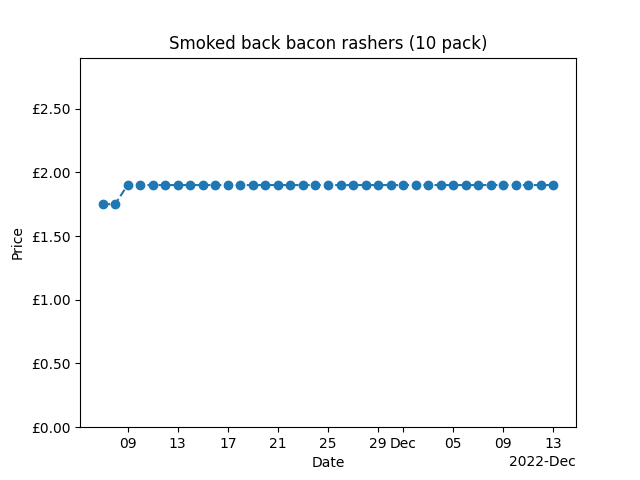 Smoked back bacon rashers (10 pack)
£2.50
£2.00
£1.50
£1.00
£0.50
£0.00
Price
09 13 17 21 25 29 Dec 05 09 13
Date
2022-Dec